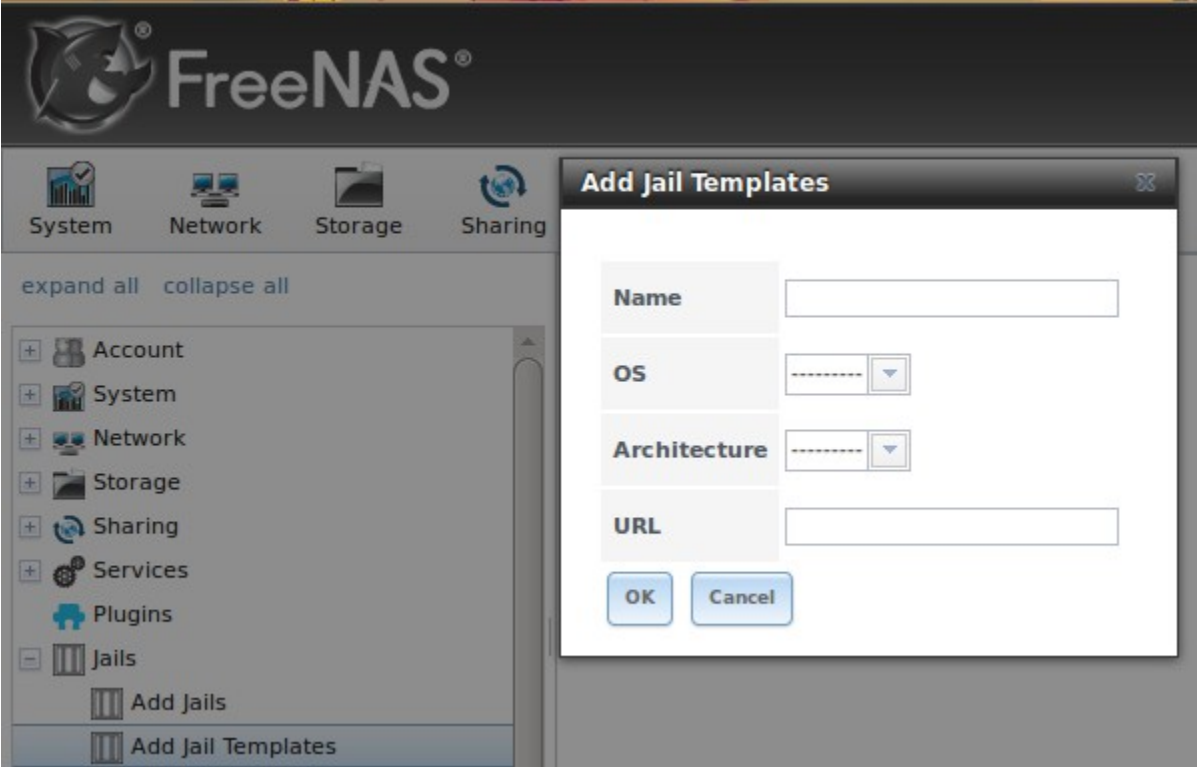 FreeNAS®
System
Network
Storage
Sharing
expand all
collapse all
Account
System
Network
Storage
Sharing
Services
Plugins
Jails
Add Jails
Add Jail Templates
Add Jail Templates
Name
OS
---------
Architecture
---------
URL
OK
Cancel